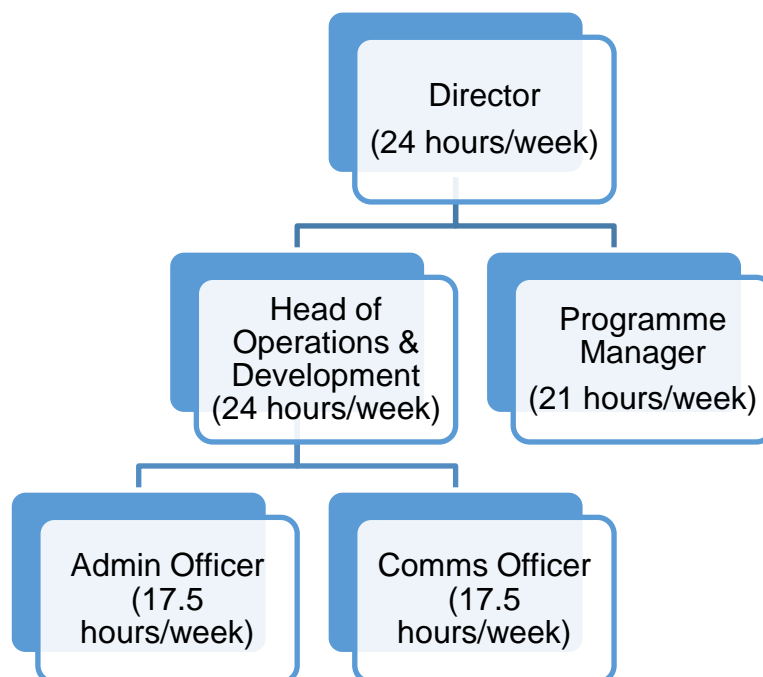 Director
(24 hours/week)
Head of
Operations &
Development
(24 hours/week)
Programme
Manager
(21 hours/week)
Admin Officer
(17.5
hours/week)
Comms Officer
(17.5
hours/week)